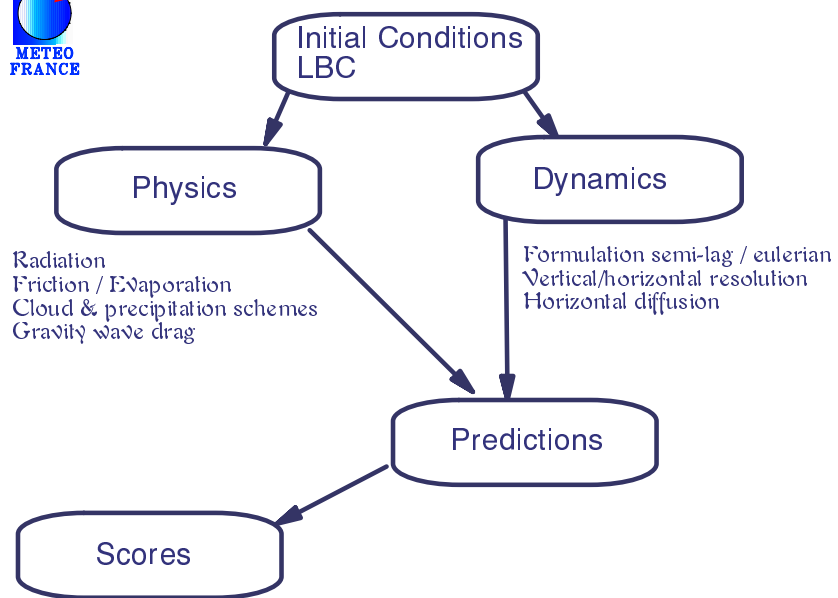 METEO
FRANCE
Initial Conditions
LBC
Physics
Dynamics
Radiation
Friction / Evaporation
Cloud & precipitation schemes
Gravity wave drag
Formulation semi-lag / eulerian
Vertical/horizontal resolution
Horizontal diffusion
Predictions
Scores